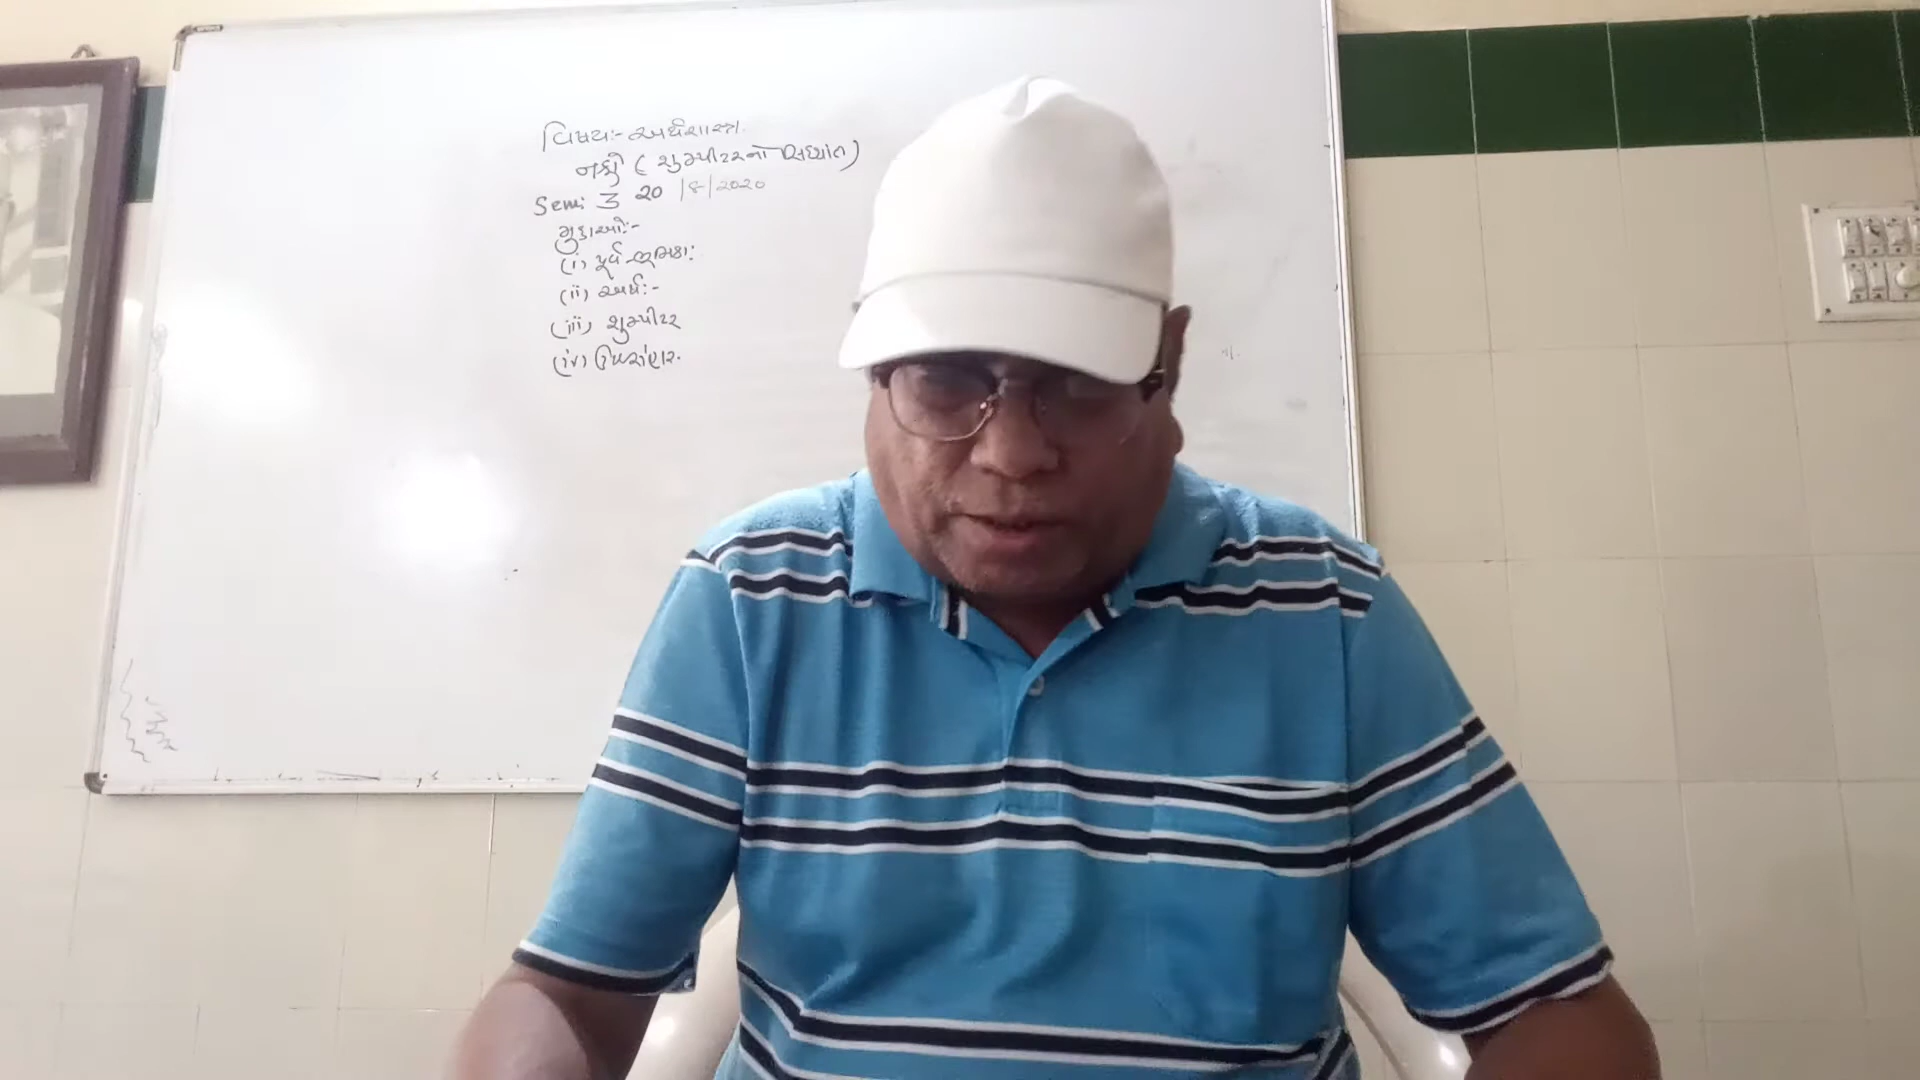 વિષય:- અર્થશાસ્ત્ર.
નફો (શુમ્પીટરનો સિધ્ધાંત)
Sem: 3 20/8/2020
મુદ્દાઓ:-
(i) પૂર્વ ભૂમિકા:
(ii) અર્થ:-
(iii) શુમ્પીટર
(iv) ઉપસંહાર.